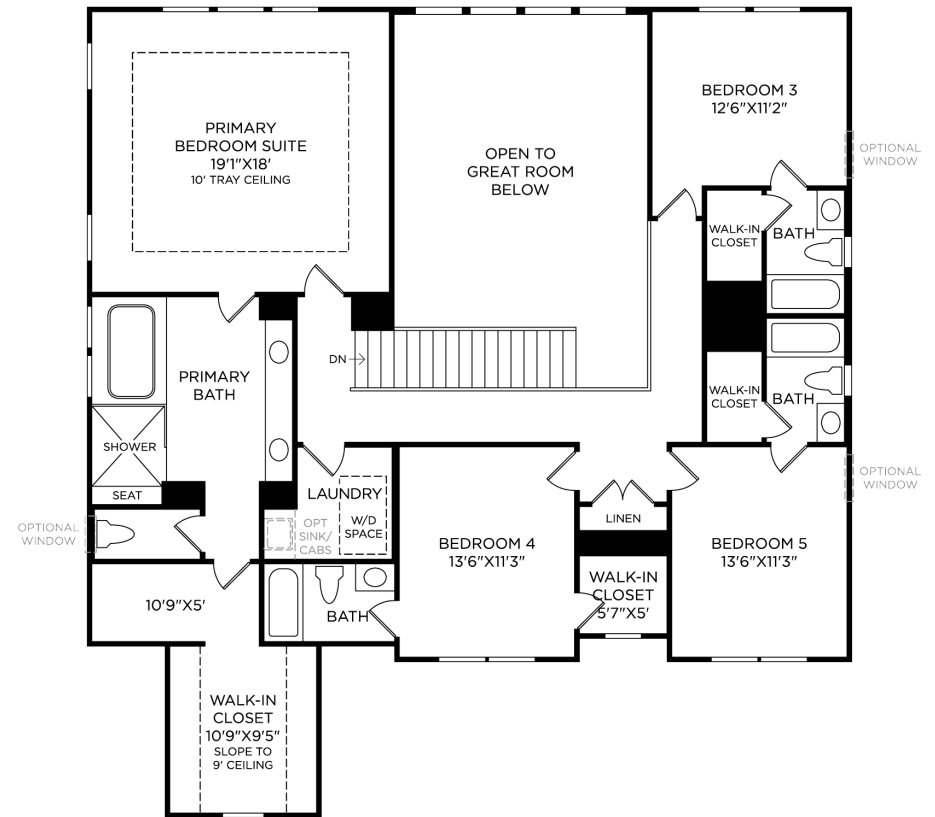 PRIMARY
BEDROOM SUITE
19'1"X18'
10' TRAY CEILING
OPEN TO
GREAT ROOM
BELOW
BEDROOM 3
12'6"X11'2"
OPTIONAL
WINDOW
WALK-IN
CLOSET
BATH
DN
PRIMARY
BATH
WALK-IN
CLOSET
BATH
SHOWER
SEAT
LAUNDRY
W/D
SPACE
OPT
SINK/
CABS
OPTIONAL
WINDOW
LINEN
OPTIONAL
WINDOW
BEDROOM 4
13'6"X11'3"
BEDROOM 5
13'6"X11'3"
WALK-IN
CLOSET
5'7"X5'
10'9"X5'
BATH
WALK-IN
CLOSET
10'9"X9'5"
SLOPE TO
9' CEILING